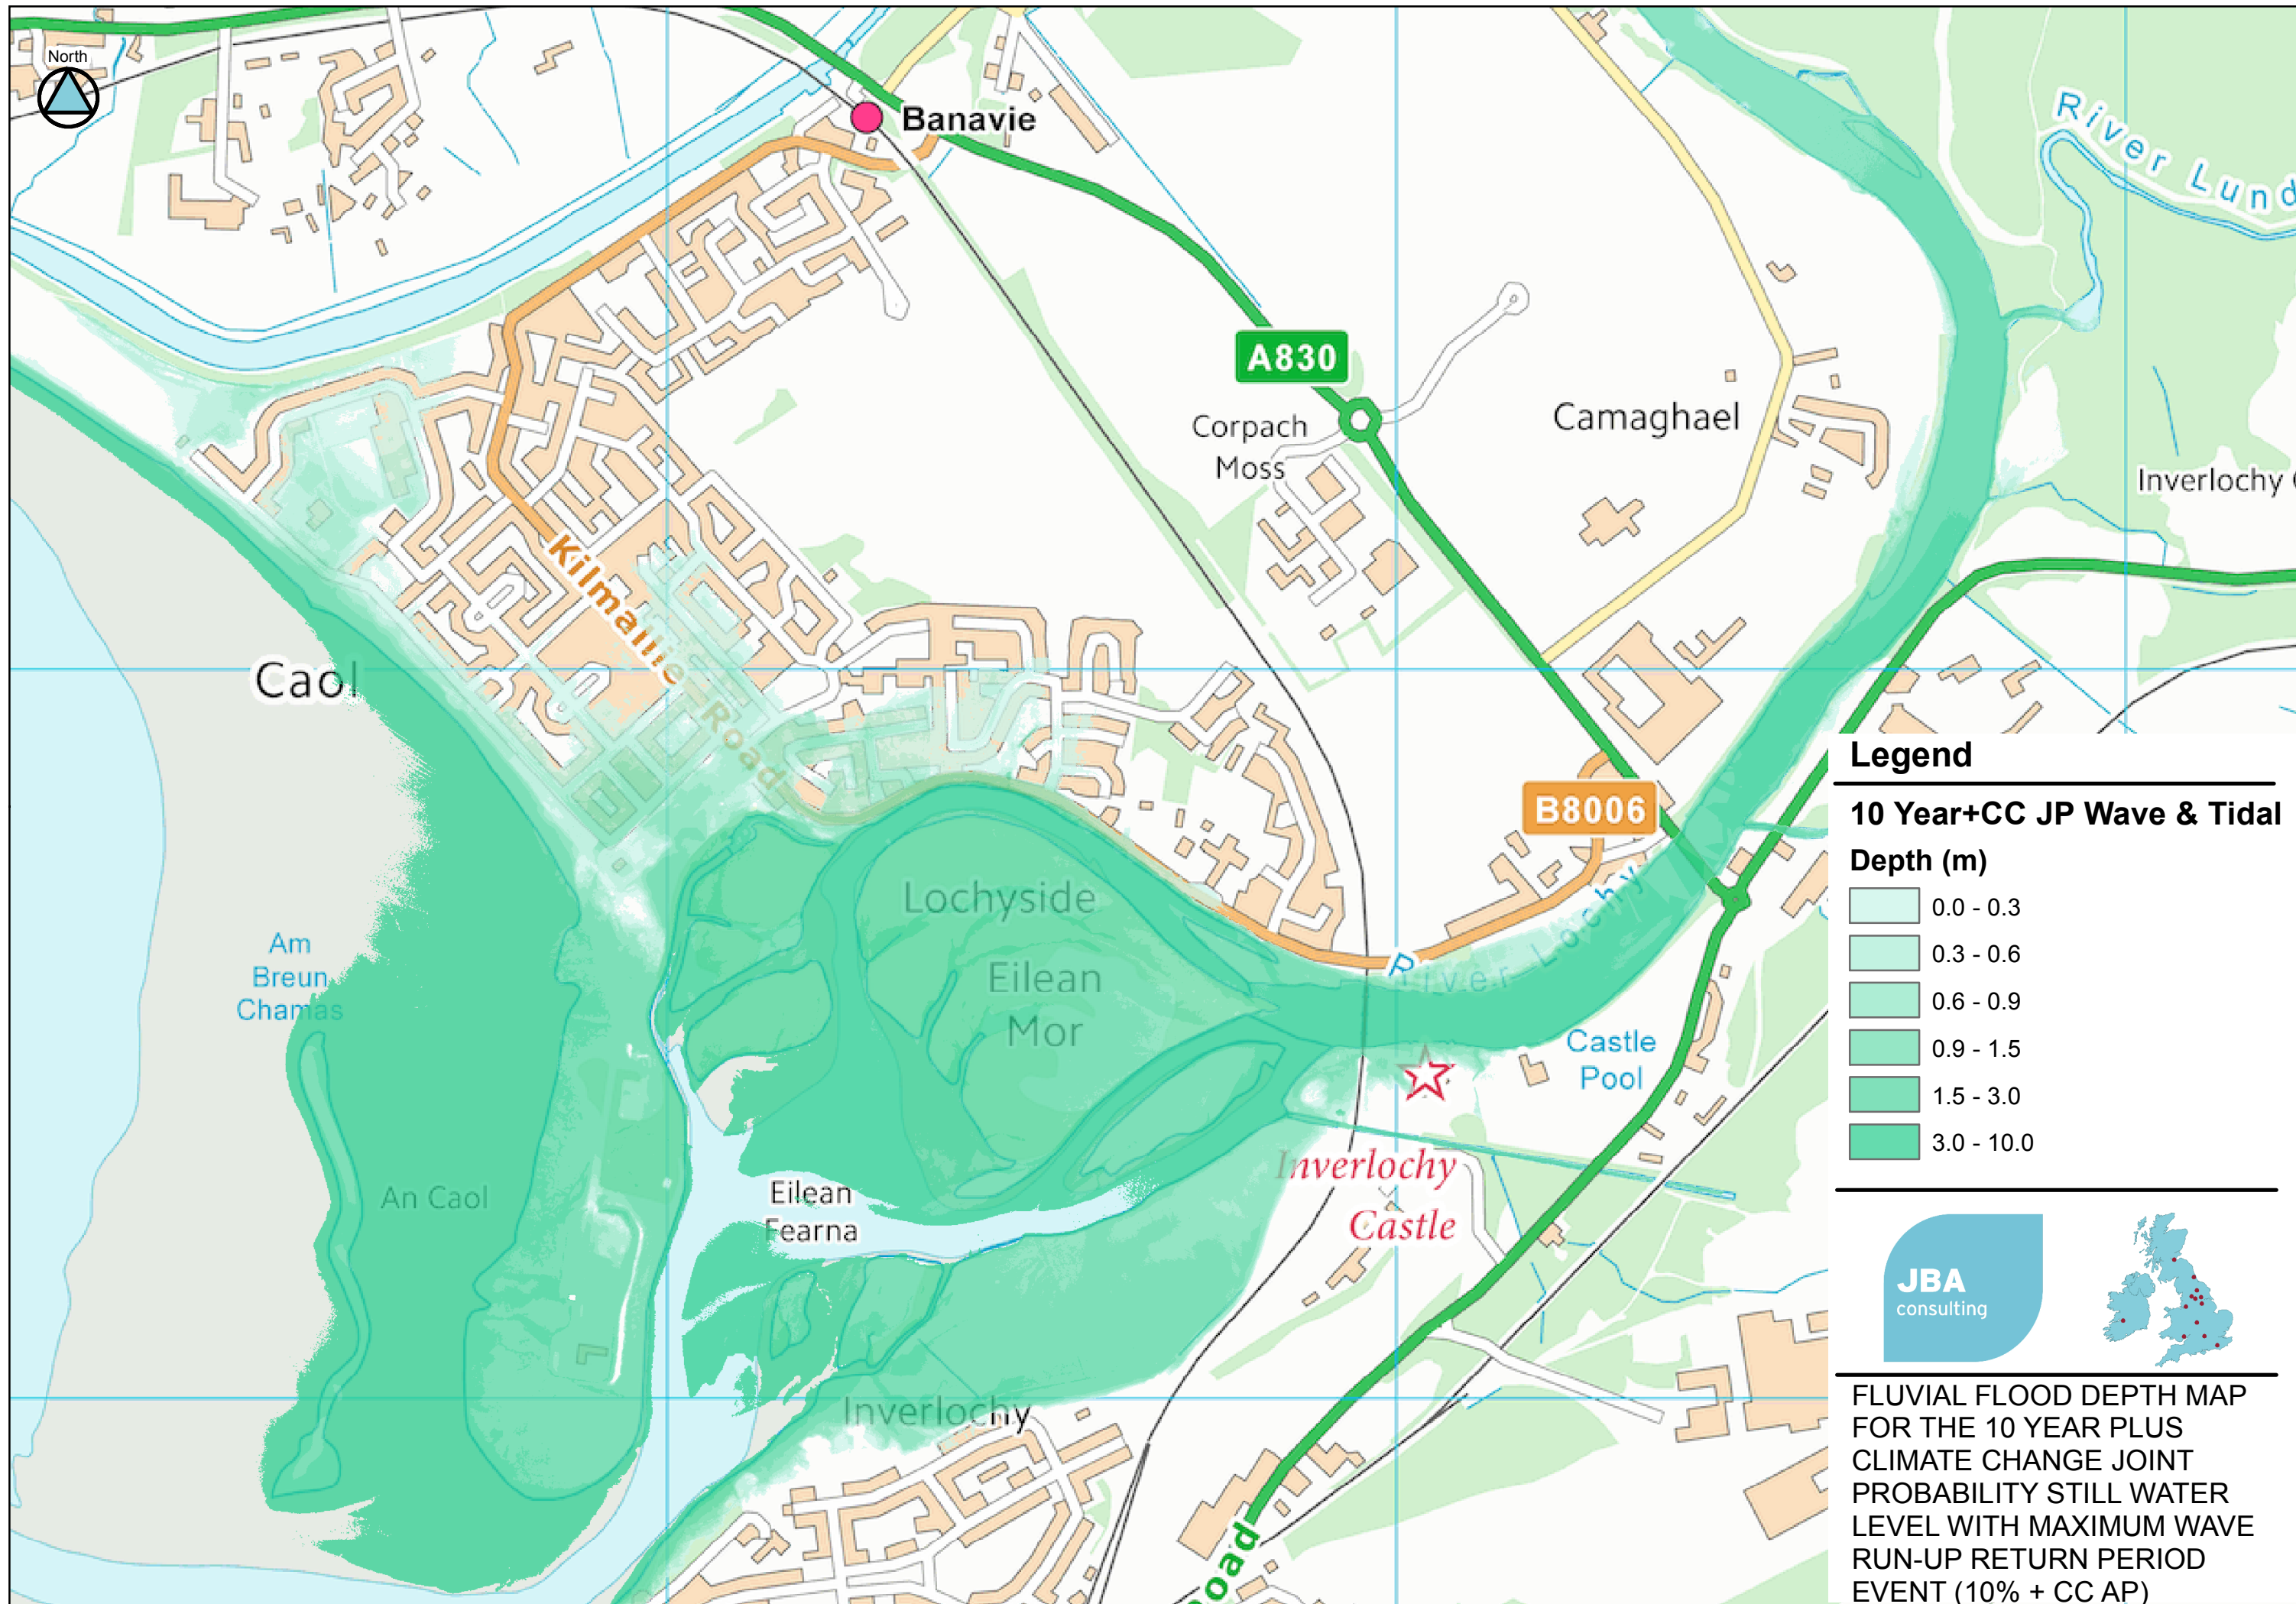 North
Banavie
River Lund
A830
Corpach
Moss
Camaghael
Inverlochy
Kilmallie Road
Caol
B8006
Lochyside
Eilean
Mor
River Lochy
Am
Breun
Chamas
Castle
Pool
Inverlochy
Castle
An Caol
Eilean
Fearna
Inverlochy
Road
Legend
10 Year+CC JP Wave & Tidal
Depth (m)
0.0 - 0.3
0.3 - 0.6
0.6 - 0.9
0.9 - 1.5
1.5 - 3.0
3.0 - 10.0
JBA
consulting
FLUVIAL FLOOD DEPTH MAP
FOR THE 10 YEAR PLUS
CLIMATE CHANGE JOINT
PROBABILITY STILL WATER
LEVEL WITH MAXIMUM WAVE
RUN-UP RETURN PERIOD
EVENT (10% + CC AP)